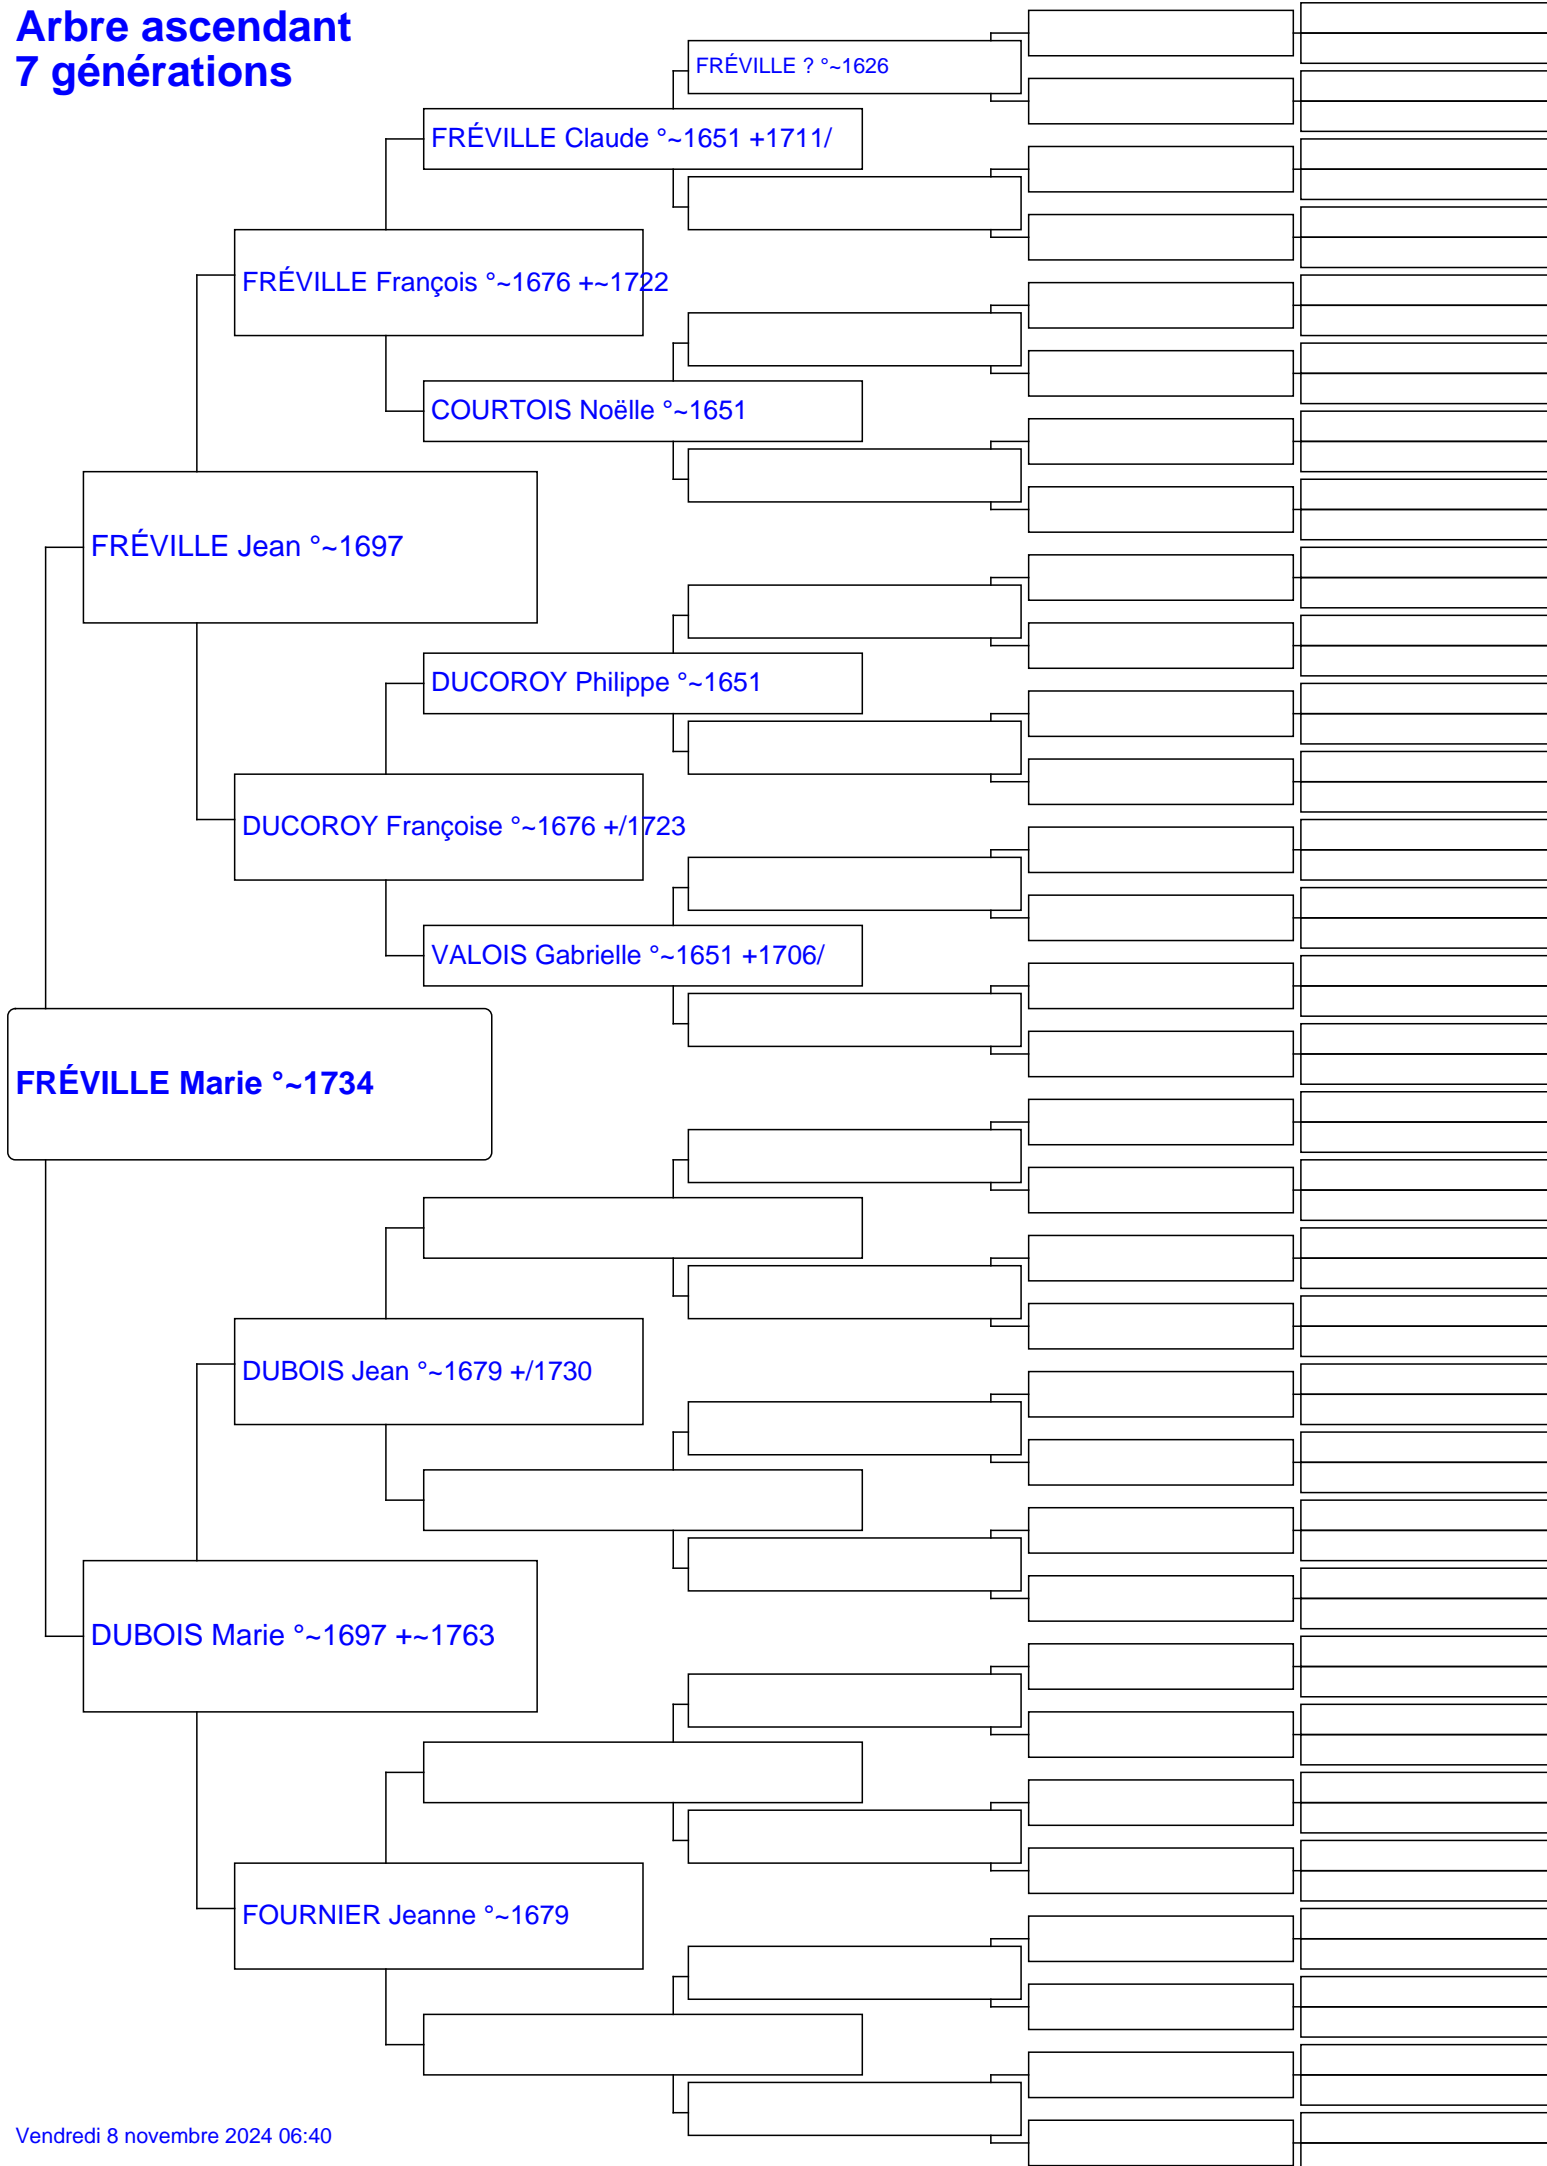 Arbre ascendant
7 générations
FRÉVILLE ? °~1626
FRÉVILLE Claude °~1651 +1711/
FRÉVILLE François °~1676 +~1722
COURTOIS Noëlle °~1651
FRÉVILLE Jean °~1697
DUCOROY Philippe °~1651
DUCOROY Françoise °~1676 +/1723
VALOIS Gabrielle °~1651 +1706/
FRÉVILLE Marie °~1734
DUBOIS Jean °~1679 +/1730
DUBOIS Marie °~1697 +~1763
FOURNIER Jeanne °~1679
Vendredi 8 novembre 2024 06:40